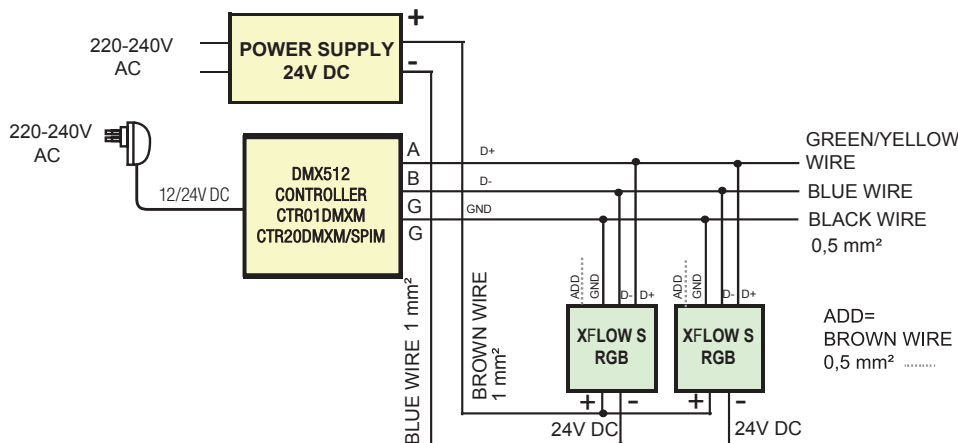 220-240V
AC
POWER SUPPLY
24V DC
+
-
220-240V
AC
12/24V DC
DMX512
CONTROLLER
CTR01DMXM
CTR20DMXM/SPIM
A
B
G
G
D+
D-
GND
GREEN/YELLOW
WIRE
BLUE WIRE
BLACK WIRE
0,5 mm²
BLUE WIRE 1 mm²
BROWN WIRE
1 mm²
ADD
GND
D-
D+
XFLOW S
RGB
+
-
24V DC
ADD
GND
D-
D+
XFLOW S
RGB
+
-
24V DC
ADD=
BROWN WIRE
0,5 mm² ..........